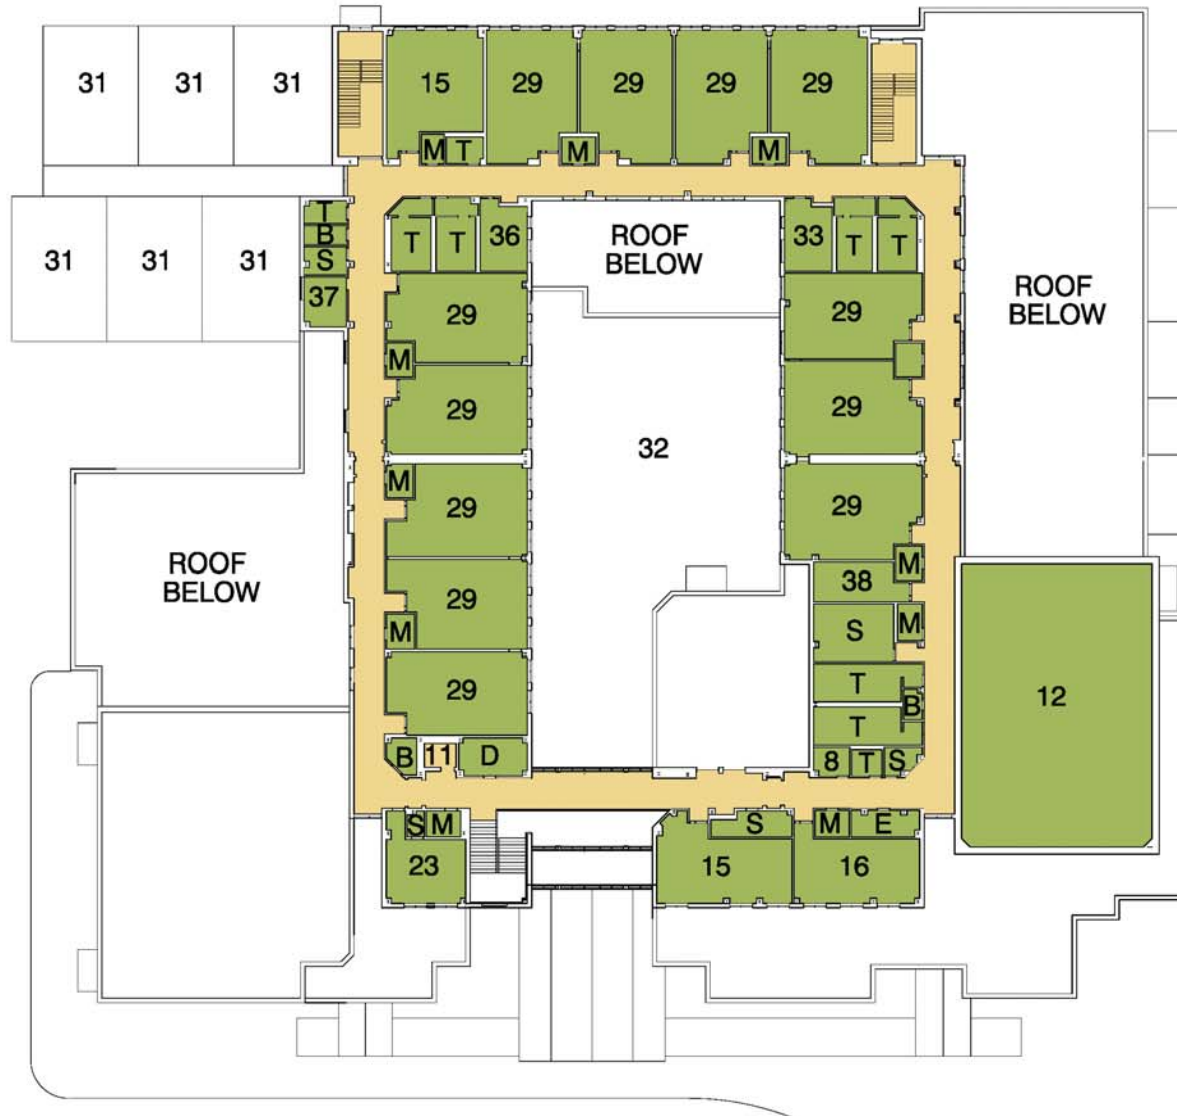 31 31 31 15 29 29 29 29
M T M M
T
B
S
37
31 31 31
T T 36
ROOF
BELOW
33 T T
ROOF
BELOW
29 29
M
29 32 29
M 29 29
M
ROOF
BELOW
38
29 M
S M
29 T
B
12
T
B 11 D 8 T S
S M S M E
23 15 16